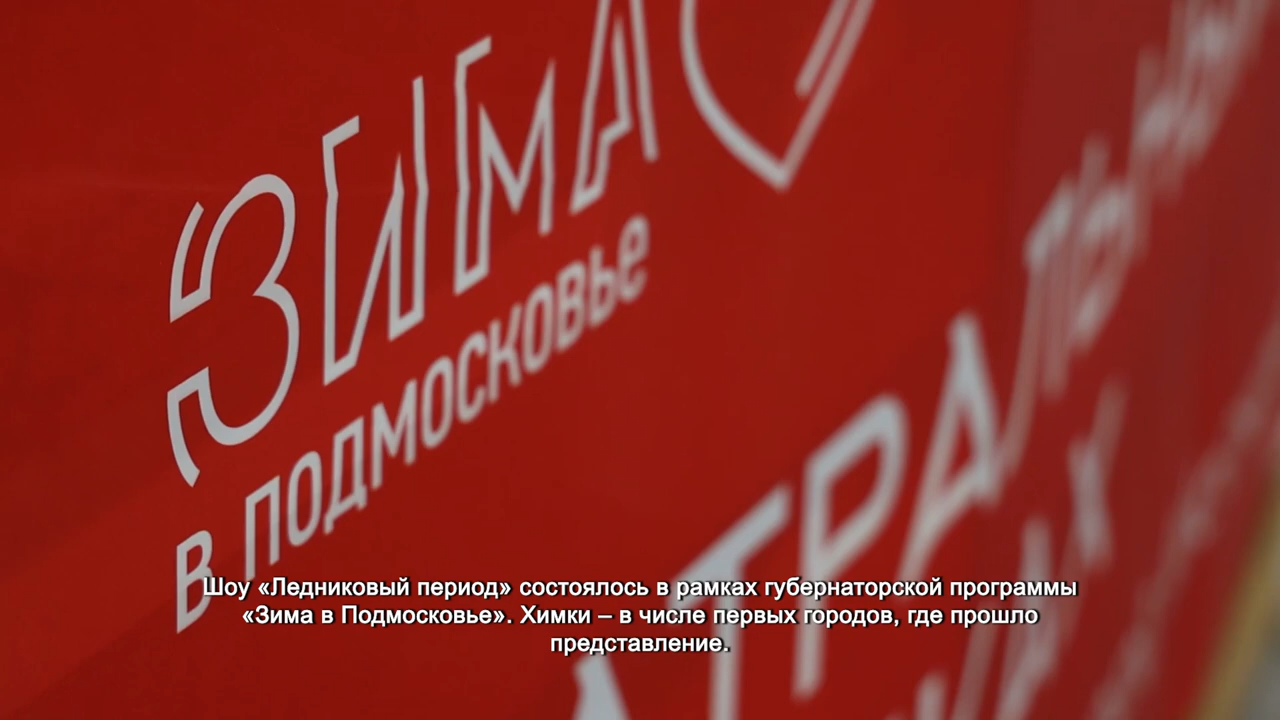 ЗИМА
в ПОДМОСКОВЬЕ
Шоу «Ледниковый период» состоялось в рамках губернаторской программы
«Зима в Подмосковье». Химки – в числе первых городов, где прошло
представление.